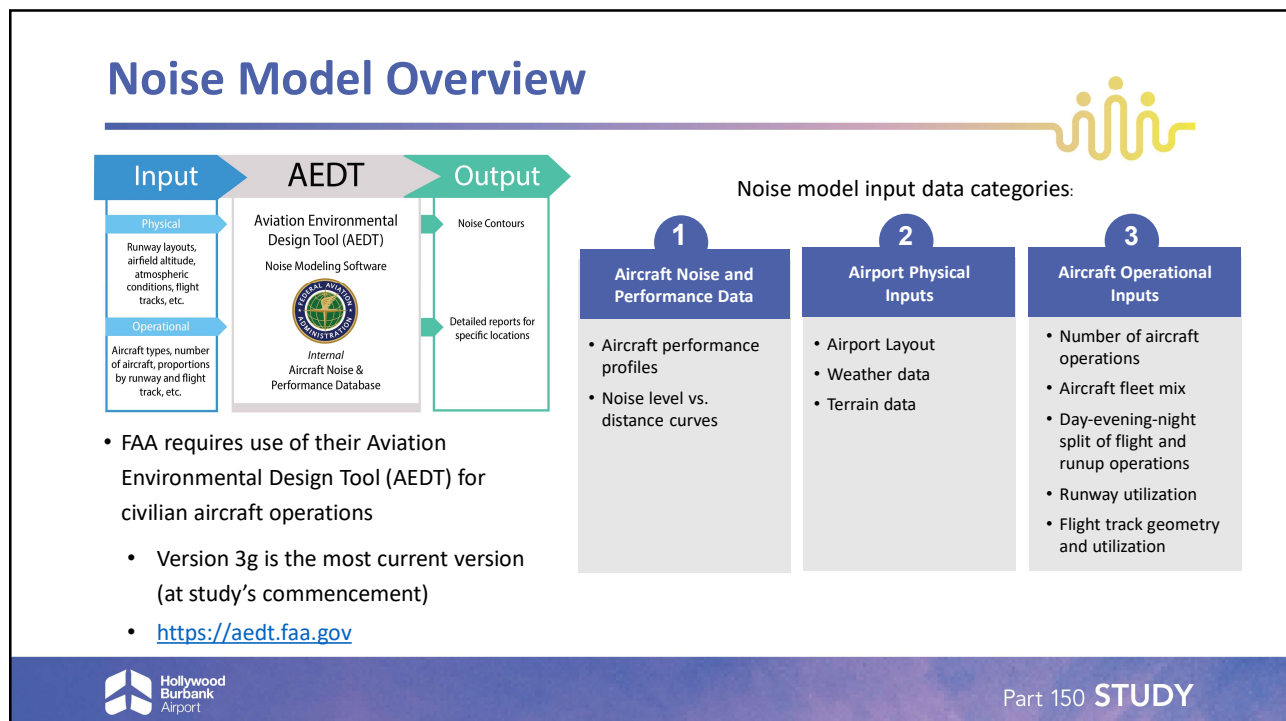 Noise Model Overview
Input
AEDT
Output
Physical
Runway layouts,
airfield altitude,
atmospheric
conditions, flight
tracks, etc.
Operational
Aircraft types, number
of aircraft, proportions
by runway and flight
track, etc.
Aviation Environmental
Design Tool (AEDT)
Noise Modeling Software
FEDERAL AVIATION
ADMINISTRATION
Internal
Aircraft Noise &
Performance Database
Noise Contours
Detailed reports for
specific locations
• FAA requires use of their Aviation
Environmental Design Tool (AEDT) for
civilian aircraft operations
• Version 3g is the most current version
(at study’s commencement)
• https://aedt.faa.gov
Noise model input data categories:
1
Aircraft Noise and
Performance Data
• Aircraft performance
profiles
• Noise level vs.
distance curves
2
Airport Physical
Inputs
• Airport Layout
• Weather data
• Terrain data
3
Aircraft Operational
Inputs
• Number of aircraft
operations
• Aircraft fleet mix
• Day-evening-night
split of flight and
runup operations
• Runway utilization
• Flight track geometry
and utilization
Hollywood
Burbank
Airport
Part 150 STUDY